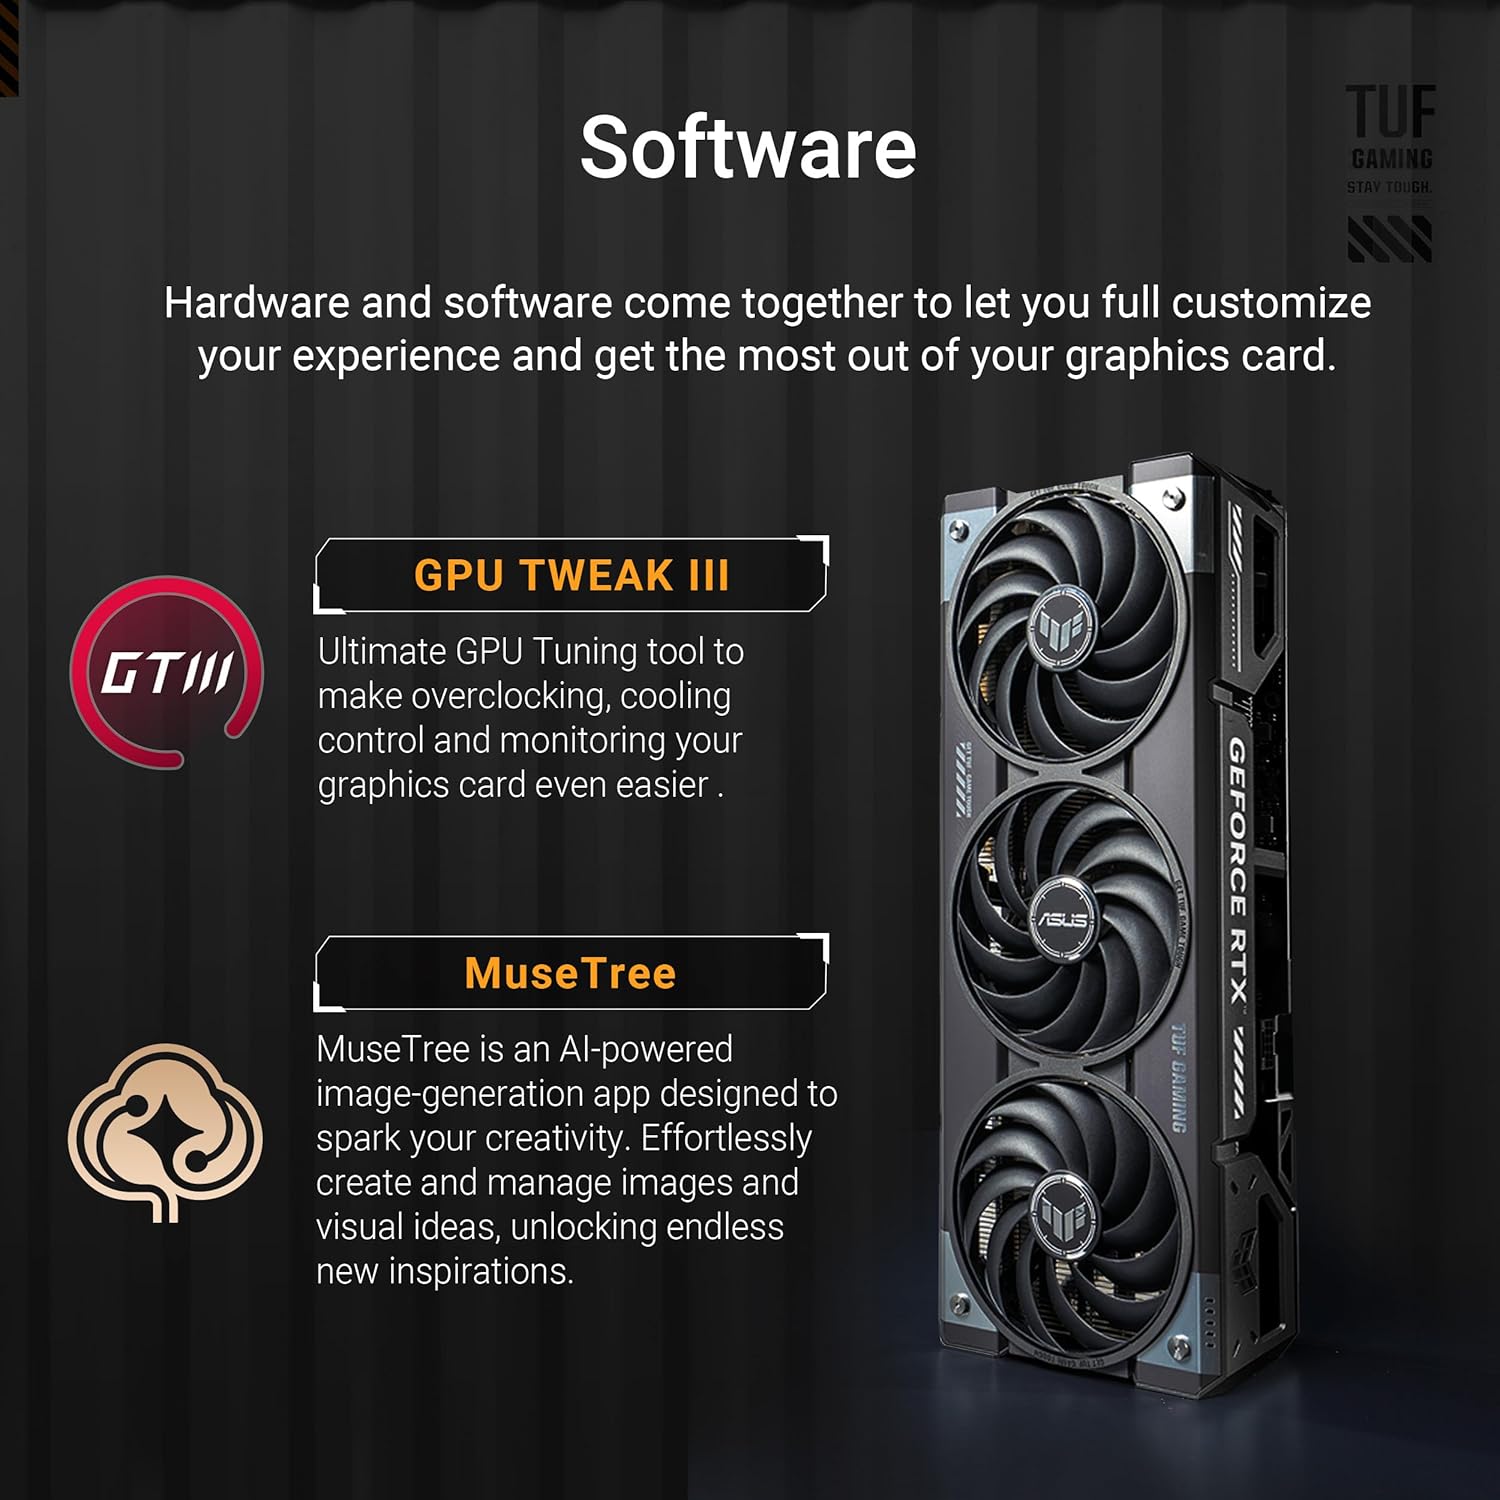 TUF
GAMING
STAY TOUGH.
Software
Hardware and software come together to let you full customize
your experience and get the most out of your graphics card.
GPU TWEAK III
GTIII
Ultimate GPU Tuning tool to
make overclocking, cooling
control and monitoring your
graphics card even easier .
MuseTree
MuseTree is an AI-powered
image-generation app designed to
spark your creativity. Effortlessly
create and manage images and
visual ideas, unlocking endless
new inspirations.
ASUS
GEFORCE RTX
TUF GAMING